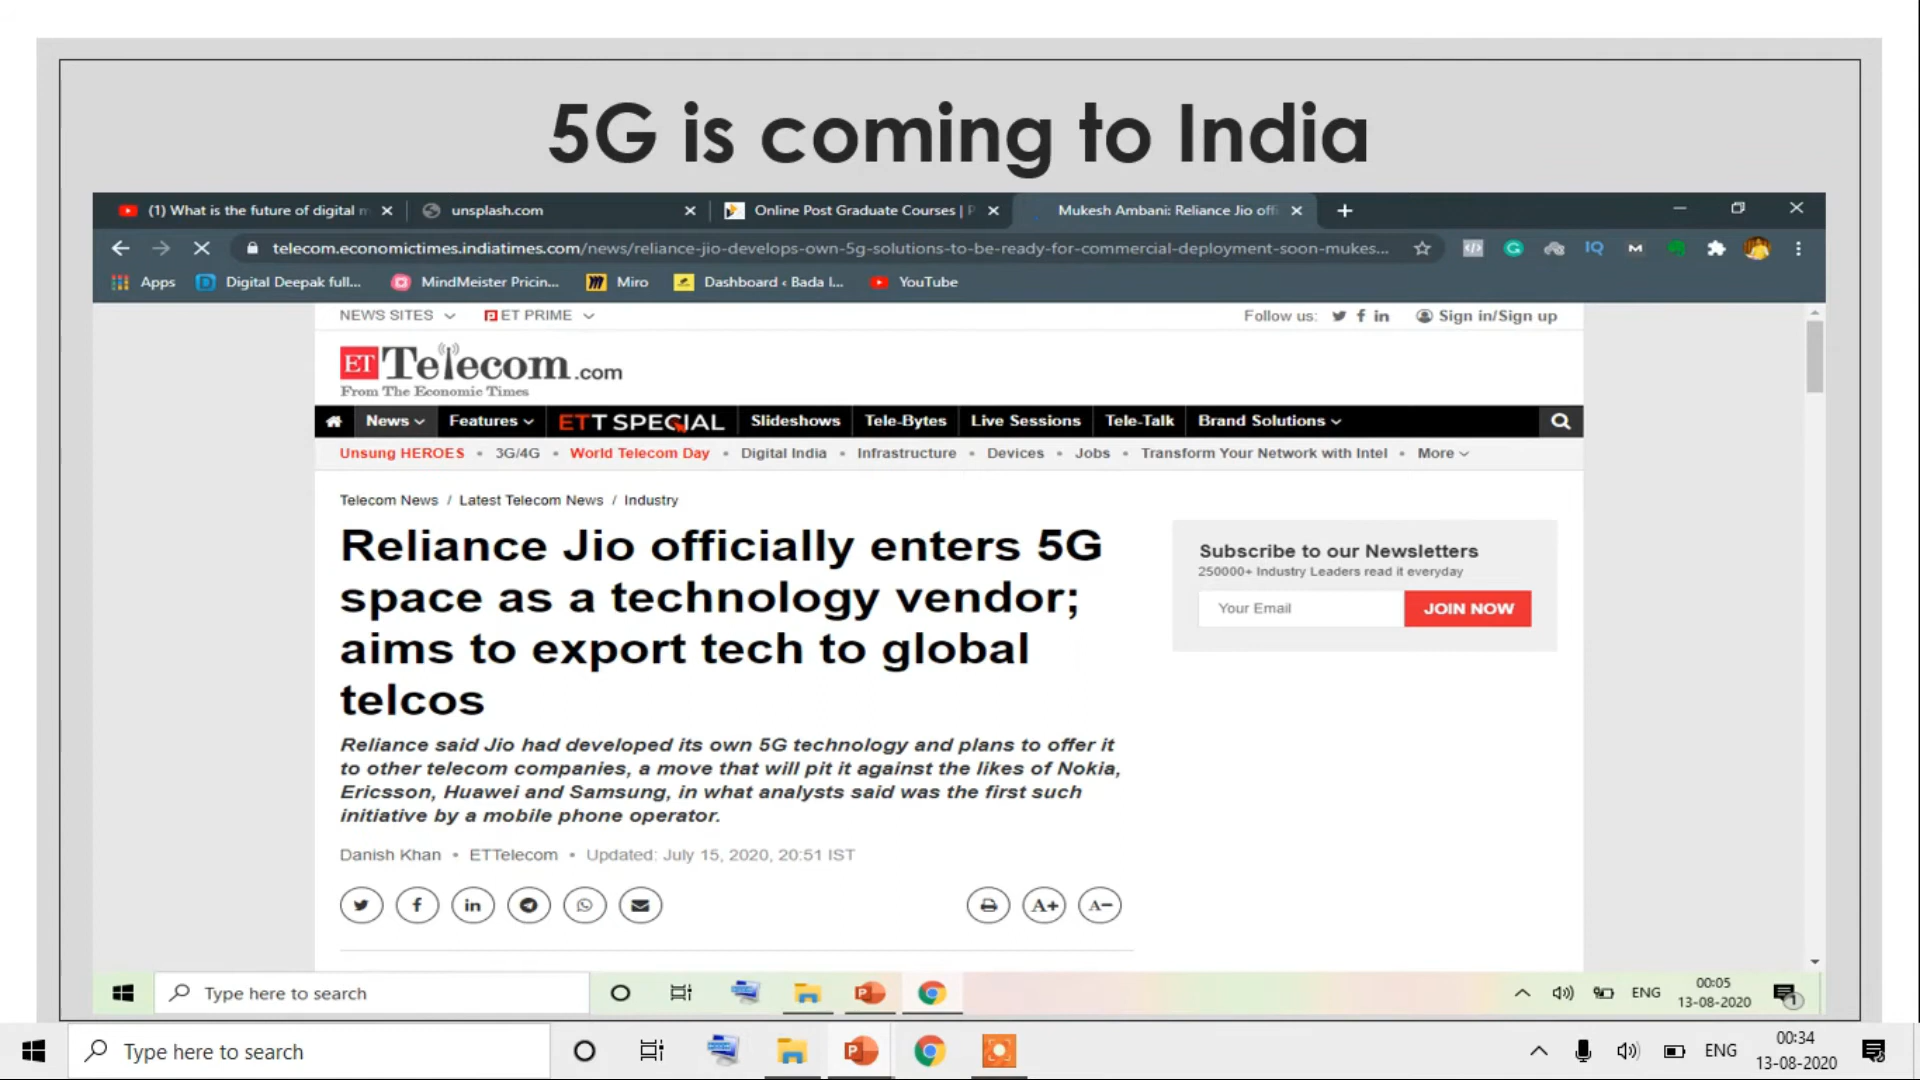 5G is coming to India
(1) What is the future of digital m
unsplash.com
Online Post Graduate Courses | P
Mukesh Ambani: Reliance Jio off
telecom.economictimes.indiatimes.com/news/reliance-jio-develops-own-5g-solutions-to-be-ready-for-commercial-deployment-soon-mukes...
Apps
Digital Deepak full...
MindMeister Pricin...
Miro
Dashboard ‹ Bada I...
YouTube
NEWS SITES
ET PRIME
Follow us:
Sign in/Sign up
ET Telecom.com
From The Economic Times
News
Features
ETT SPECIAL
Slideshows
Tele-Bytes
Live Sessions
Tele-Talk
Brand Solutions
Unsung HEROES • 3G/4G • World Telecom Day • Digital India • Infrastructure • Devices • Jobs • Transform Your Network with Intel • More
Telecom News / Latest Telecom News / Industry
Reliance Jio officially enters 5G
space as a technology vendor;
aims to export tech to global
telcos
Reliance said Jio had developed its own 5G technology and plans to offer it
to other telecom companies, a move that will pit it against the likes of Nokia,
Ericsson, Huawei and Samsung, in what analysts said was the first such
initiative by a mobile phone operator.
Danish Khan • ETTelecom • Updated: July 15, 2020, 20:51 IST
A+
A-
Subscribe to our Newsletters
250000+ Industry Leaders read it everyday
Your Email
JOIN NOW
Type here to search
ENG
00:05
13-08-2020
1
Type here to search
ENG
00:34
13-08-2020